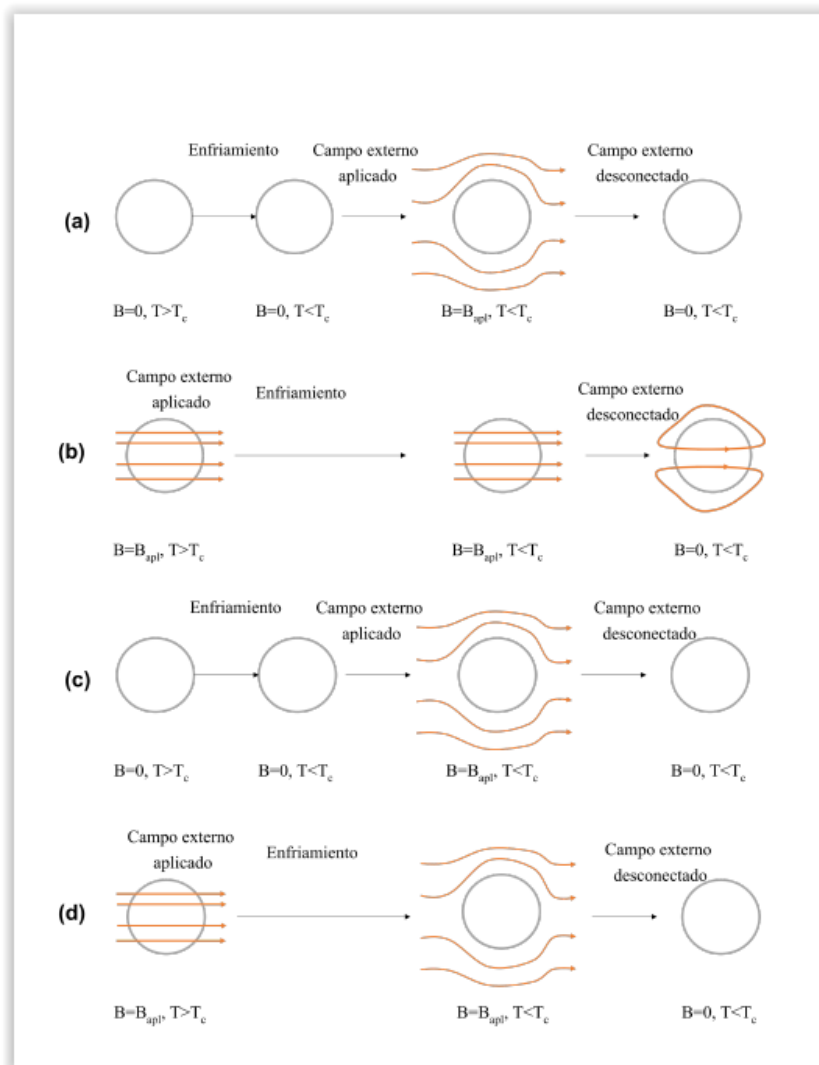 Enfriamiento
Campo externo
aplicado
Campo externo
desconectado
(a)
B=0, T>Tc
B=0, T<Tc
B=Bapl, T<Tc
B=0, T<Tc
Campo externo
aplicado
Enfriamiento
Campo externo
desconectado
(b)
B=Bapl, T>Tc
B=Bapl, T<Tc
B=0, T<Tc
Enfriamiento
Campo externo
aplicado
Campo externo
desconectado
(c)
B=0, T>Tc
B=0, T<Tc
B=Bapl, T<Tc
B=0, T<Tc
Campo externo
aplicado
Enfriamiento
Campo externo
desconectado
(d)
B=Bapl, T>Tc
B=Bapl, T<Tc
B=0, T<Tc